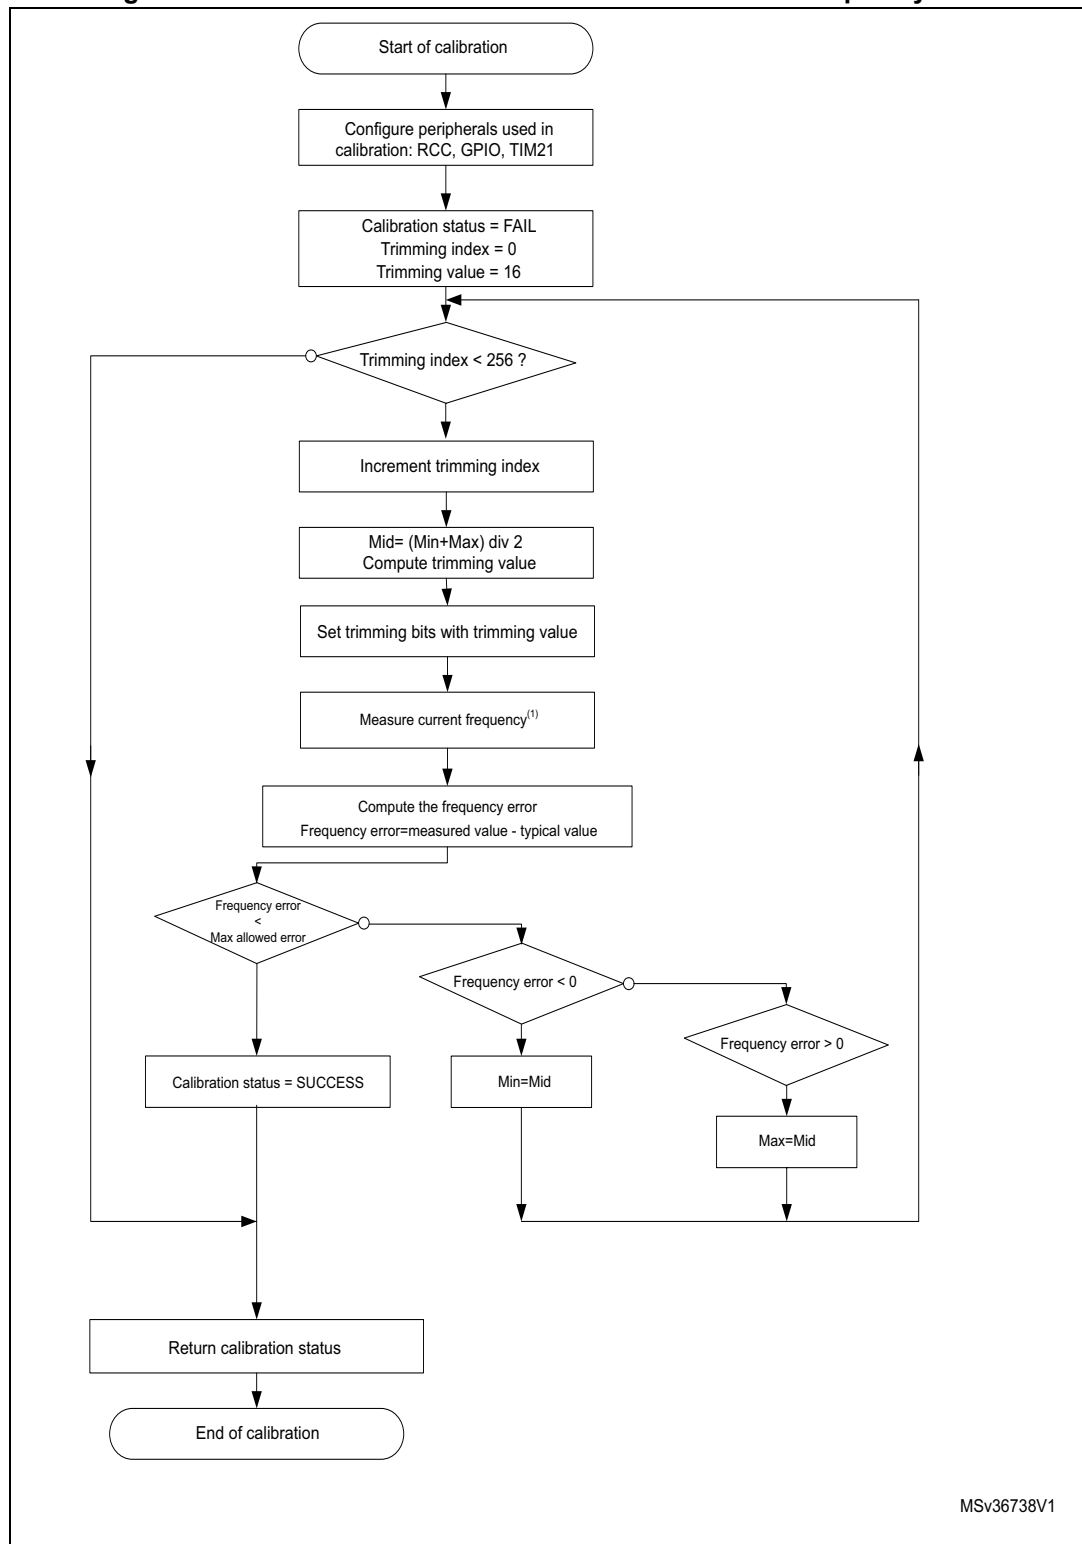 Start of calibration
Configure peripherals used in
calibration: RCC, GPIO, TIM21
Calibration status = FAIL
Trimming index = 0
Trimming value = 16
Trimming index < 256 ?
Increment trimming index
Mid= (Min+Max) div 2
Compute trimming value
Set trimming bits with trimming value
Measure current frequency(1)
Compute the frequency error
Frequency error=measured value - typical value
Frequency error
<
Max allowed error
Frequency error < 0
Frequency error > 0
Calibration status = SUCCESS
Min=Mid
Max=Mid
Return calibration status
End of calibration
MSv36738V1